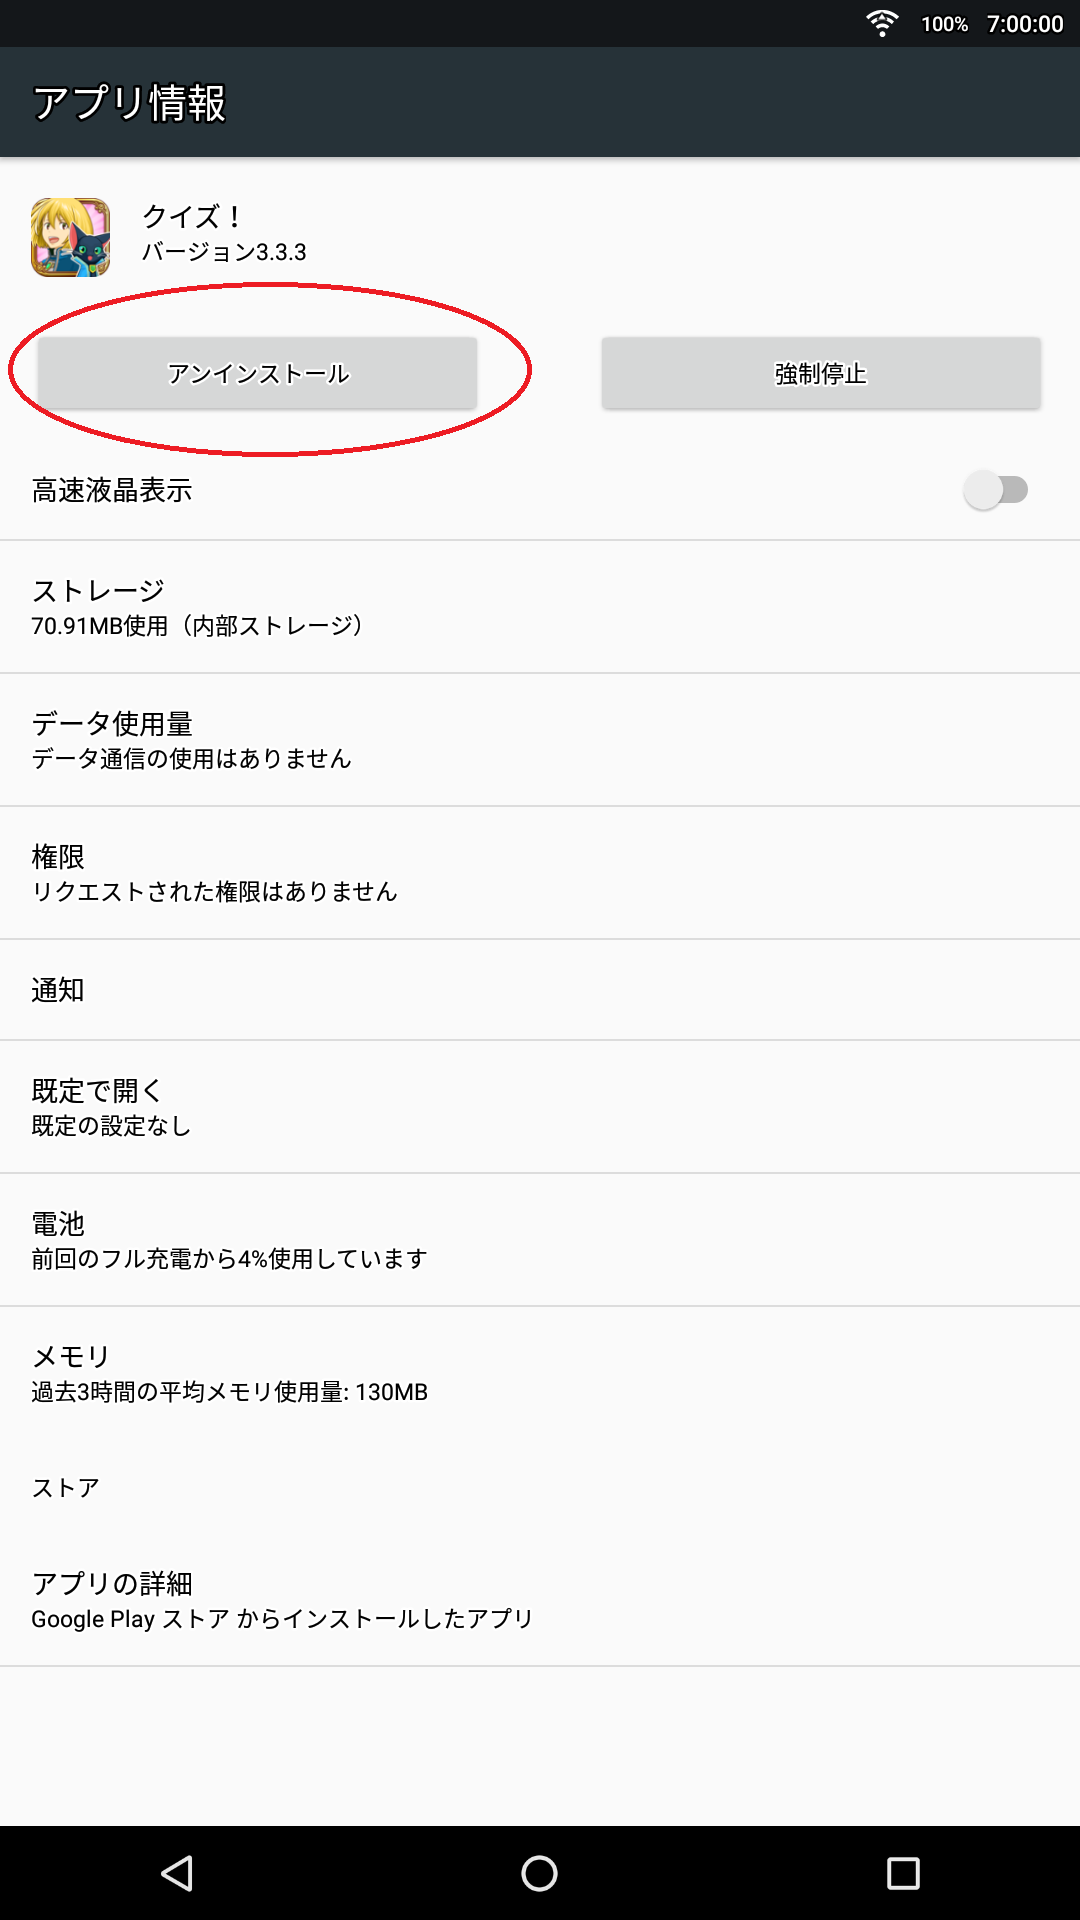 100% 7:00:00
アプリ情報
クイズ！
バージョン3.3.3
アンインストール
強制停止
高速液晶表示
ストレージ
70.91MB使用（内部ストレージ）
データ使用量
データ通信の使用はありません
権限
リクエストされた権限はありません
通知
既定で開く
既定の設定なし
電池
前回のフル充電から4%使用しています
メモリ
過去3時間の平均メモリ使用量: 130MB
ストア
アプリの詳細
Google Play ストア からインストールしたアプリ